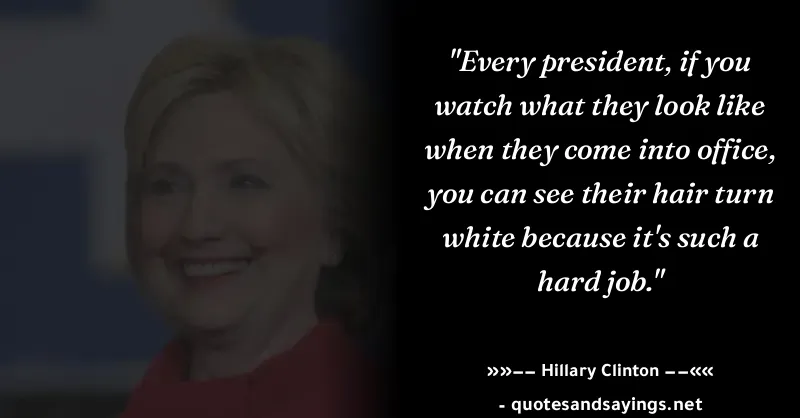 "Every president, if you
watch what they look like
when they come into office,
you can see their hair turn
white because it's such a
hard job."
»»−− Hillary Clinton −−««
- quotesandsayings.net